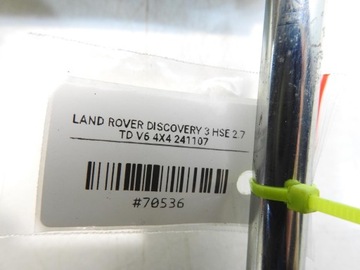 LAND ROVER DISCOVERY 3 HSE 2.7
TD V6 4X4 241107
#70536